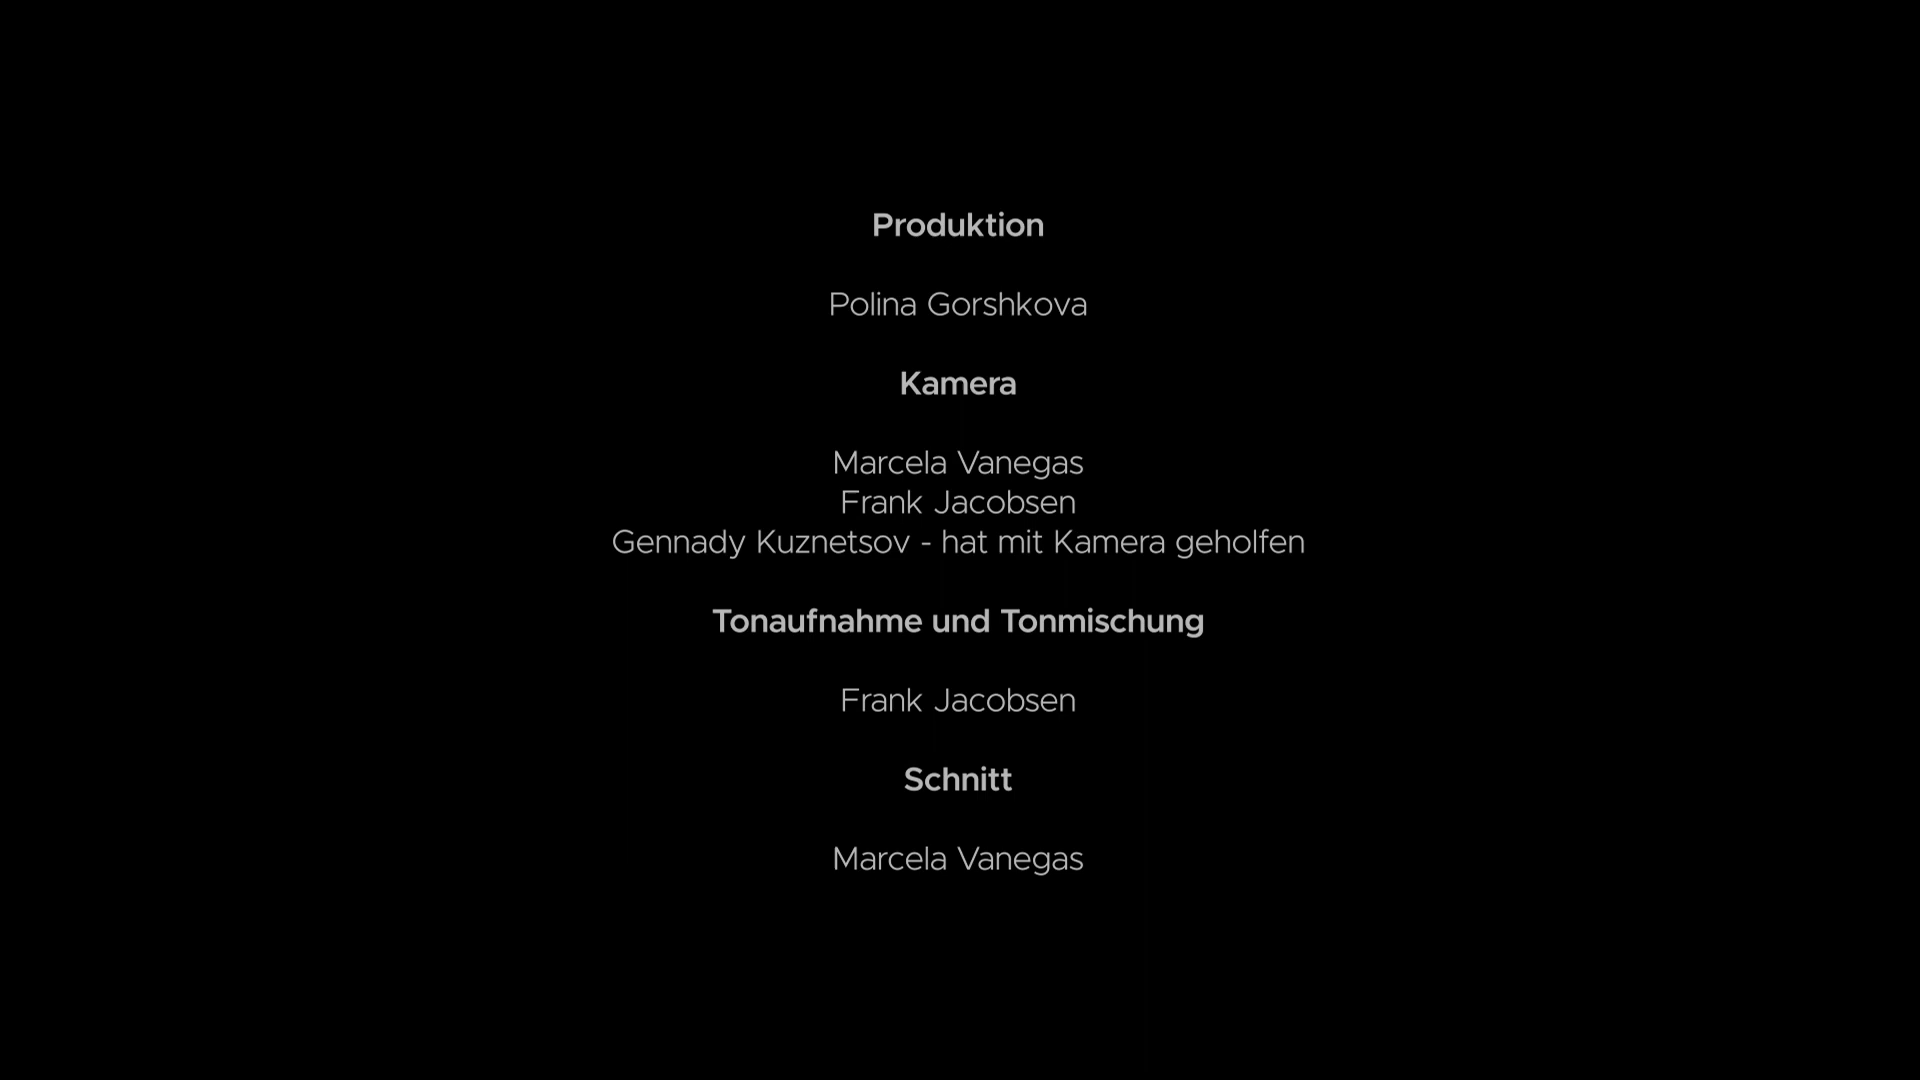 Produktion
Polina Gorshkova
Kamera
Marcela Vanegas
Frank Jacobsen
Gennady Kuznetsov - hat mit Kamera geholfen
Tonaufnahme und Tonmischung
Frank Jacobsen
Schnitt
Marcela Vanegas